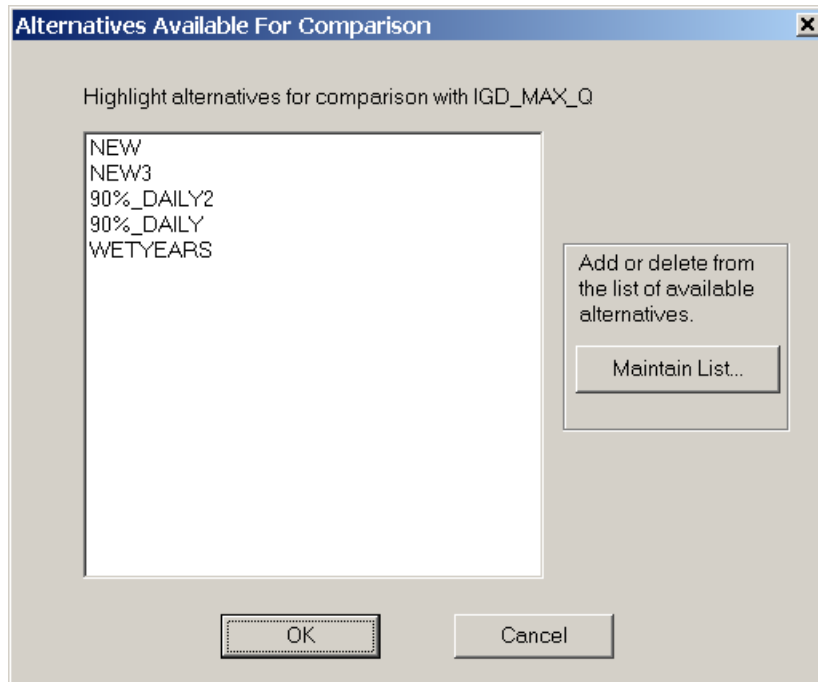 Alternatives Available For Comparison
Highlight alternatives for comparison with IGD_MAX_Q
NEW
NEW3
90%_DAILY2
90%_DAILY
WETYEARS
Add or delete from
the list of available
alternatives.
Maintain List...
OK
Cancel